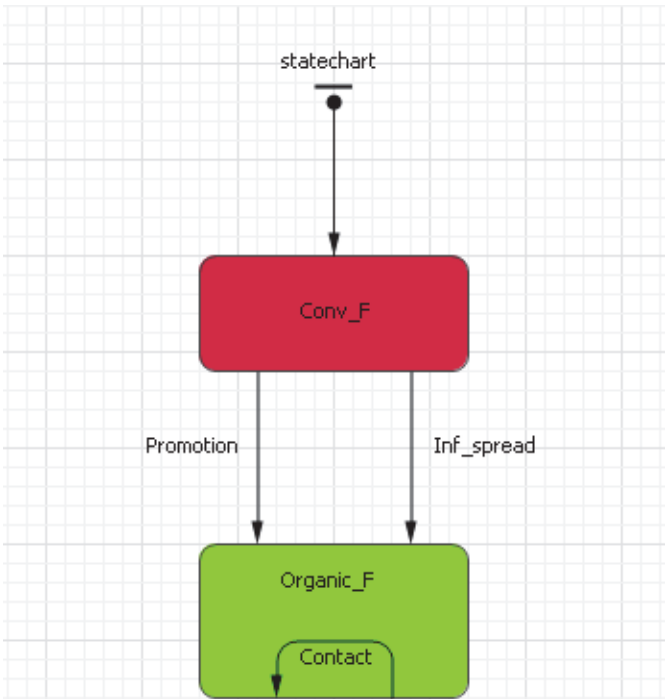 statechart
Conv_F
Promotion
Inf_spread
Organic_F
Contact